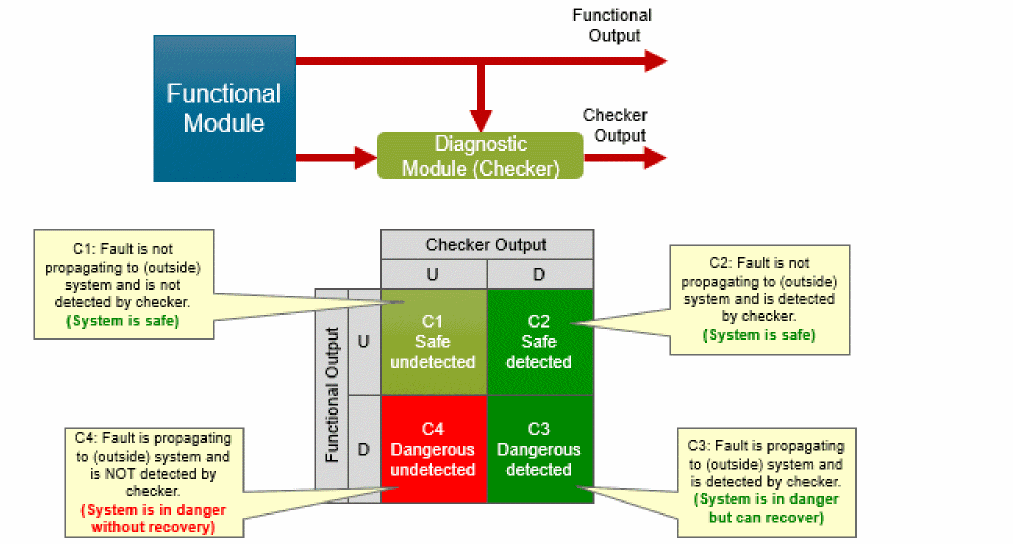 Functional
Output
Functional
Module
Checker
Output
Diagnostic
Module (Checker)
C1: Fault is not
propagating to (outside)
system and is not
detected by checker.
(System is safe)
Checker Output
U
D
C2: Fault is not
propagating to (outside)
system and is detected
by checker.
(System is safe)
Functional Output
U
C1
Safe
undetected
C2
Safe
detected
D
C4
Dangerous
undetected
C3
Dangerous
detected
C4: Fault is propagating
to (outside) system and
is NOT detected by
checker.
(System is in danger
without recovery)
C3: Fault is propagating
to (outside) system and
is detected by checker.
(System is in danger
but can recover)